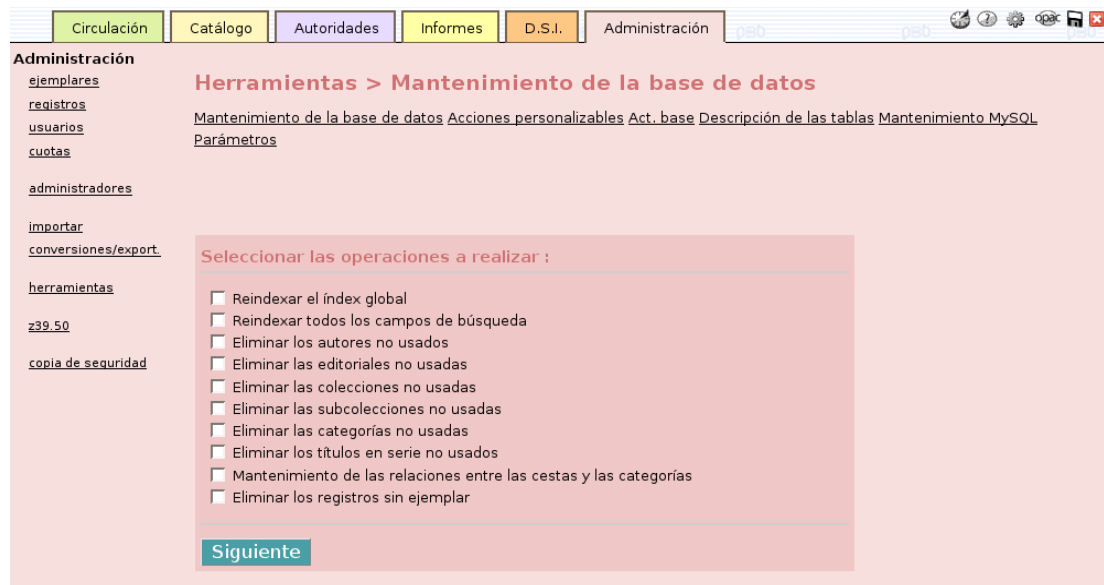 Circulación Catálogo Autoridades Informes D.S.I. Administración opac
Administración
ejemplares
registros
usuarios
cuotas
administradores
importar
conversiones/export.
herramientas
z39.50
copia de seguridad
Herramientas > Mantenimiento de la base de datos
Mantenimiento de la base de datos Acciones personalizables Act. base Descripción de las tablas Mantenimiento MySQL
Parámetros
Seleccionar las operaciones a realizar :
Reindexar el índex global
Reindexar todos los campos de búsqueda
Eliminar los autores no usados
Eliminar las editoriales no usadas
Eliminar las colecciones no usadas
Eliminar las subcolecciones no usadas
Eliminar las categorías no usadas
Eliminar los títulos en serie no usados
Mantenimiento de las relaciones entre las cestas y las categorías
Eliminar los registros sin ejemplar
Siguiente